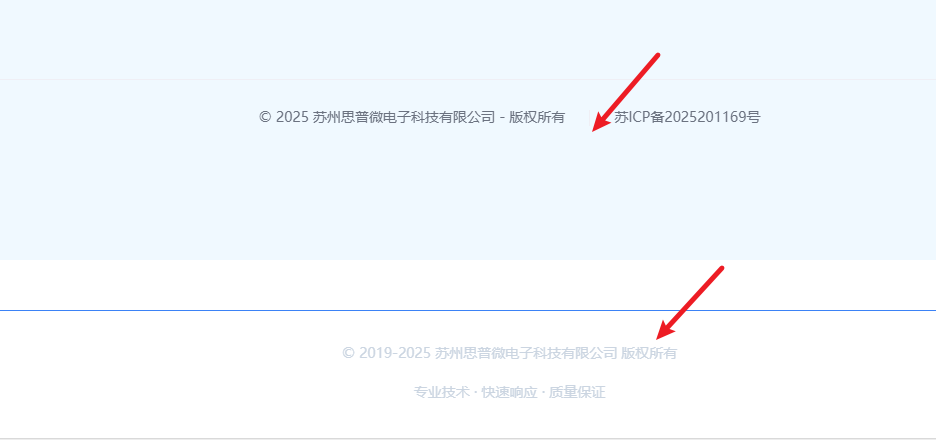 © 2025 苏州思普微电子科技有限公司 - 版权所有 苏ICP备2025201169号
© 2019-2025 苏州思普微电子科技有限公司 版权所有
专业技术 · 快速响应 · 质量保证